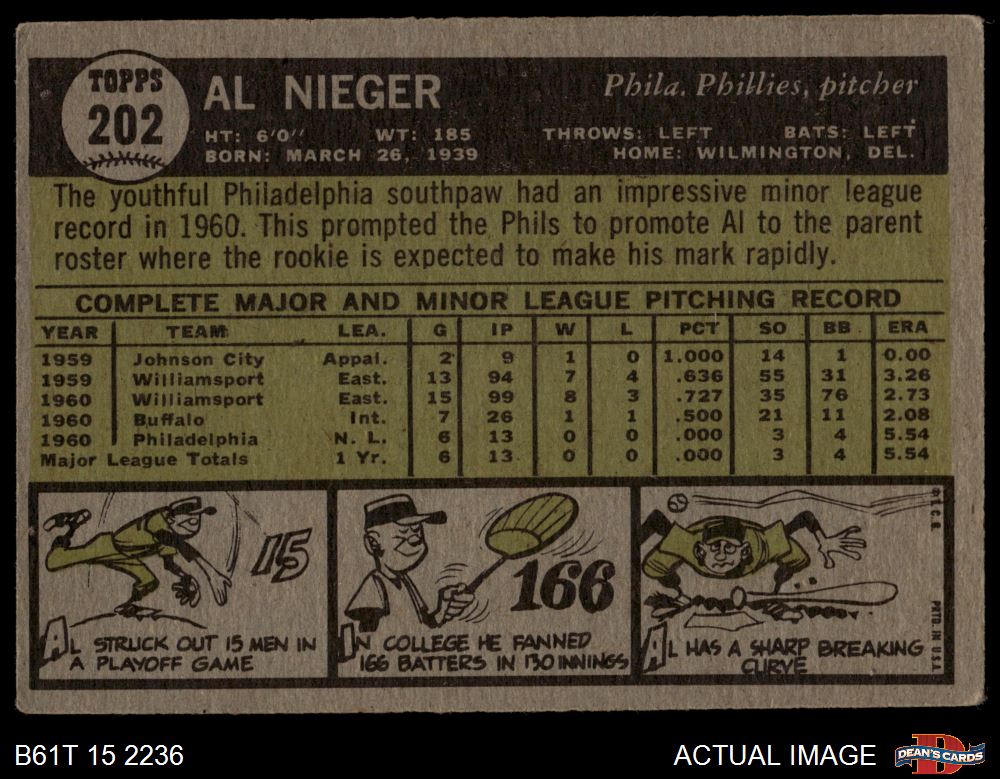 TOPPS
202
AL NIEGER
Phila. Phillies, pitcher
HT: 6'0'' WT: 185 THROWS: LEFT BATS: LEFT
BORN: MARCH 26, 1939 HOME: WILMINGTON, DEL.
The youthful Philadelphia southpaw had an impressive minor league
record in 1960. This prompted the Phils to promote Al to the parent
roster where the rookie is expected to make his mark rapidly.
COMPLETE MAJOR AND MINOR LEAGUE PITCHING RECORD
YEAR TEAM LEA. G IP W L PCT SO BB ERA
1959 Johnson City Appal. 2 9 1 0 1.000 14 1 0.00
1959 Williamsport East. 13 94 7 4 .636 55 31 3.26
1960 Williamsport East. 15 99 8 3 .727 35 76 2.73
1960 Buffalo Int. 7 26 1 1 .500 21 11 2.08
1960 Philadelphia N. L. 6 13 0 0 .000 3 4 5.54
Major League Totals 1 Yr. 6 13 0 0 .000 3 4 5.54
15
AL STRUCK OUT 15 MEN IN
A PLAYOFF GAME
166
IN COLLEGE HE FANNED
166 BATTERS IN 130 INNINGS
AL HAS A SHARP BREAKING
CURVE
© T. C. G.
PRTD. IN U.S.A.
B61T 15 2236
ACTUAL IMAGE
D
DEAN'S CARDS